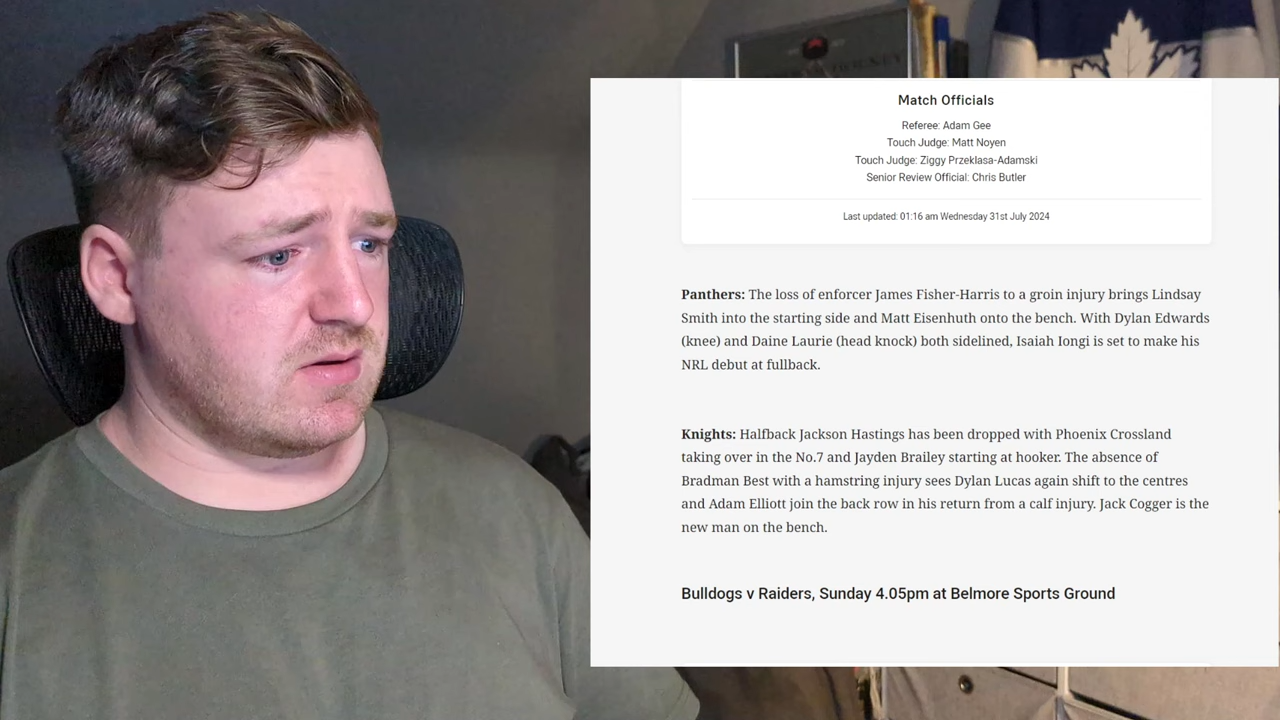 Match Officials
Referee: Adam Gee
Touch Judge: Matt Noyen
Touch Judge: Ziggy Przeklasa-Adamski
Senior Review Official: Chris Butler
Last updated: 01:16 am Wednesday 31st July 2024
Panthers: The loss of enforcer James Fisher-Harris to a groin injury brings Lindsay
Smith into the starting side and Matt Eisenhuth onto the bench. With Dylan Edwards
(knee) and Daine Laurie (head knock) both sidelined, Isaiah Iongi is set to make his
NRL debut at fullback.
Knights: Halfback Jackson Hastings has been dropped with Phoenix Crossland
taking over in the No.7 and Jayden Brailey starting at hooker. The absence of
Bradman Best with a hamstring injury sees Dylan Lucas again shift to the centres
and Adam Elliott join the back row in his return from a calf injury. Jack Cogger is the
new man on the bench.
Bulldogs v Raiders, Sunday 4.05pm at Belmore Sports Ground